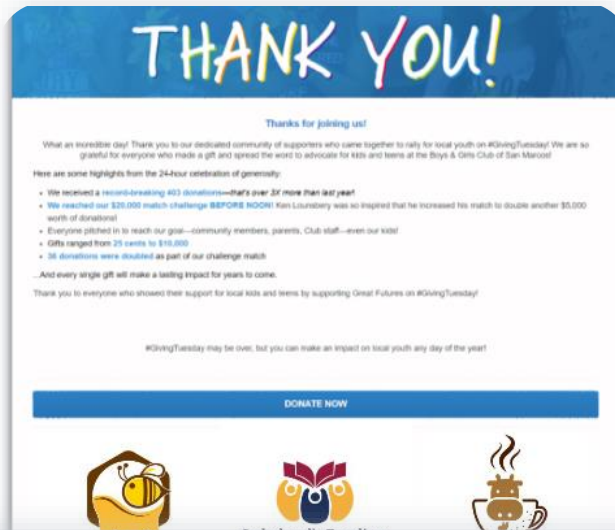 THANK YOU!
Thanks for joining us!
What an incredible day! Thank you to our dedicated community of supporters who came together to rally for local youth on #GivingTuesday! We are so
grateful for everyone who made a gift and spread the word to advocate for kids and teens at the Boys & Girls Club of San Marcos!
Here are some highlights from the 24-hour celebration of generosity:
We received a record-breaking 403 donations—that's over 3X more than last year!
We reached our $20,000 match challenge BEFORE NOON! Ken Lounsbery was so inspired that he increased his match to double another $5,000
worth of donations!
Everyone pitched in to reach our goal—community members, parents, Club staff—even our kids!
Gifts ranged from 25 cents to $10,000
36 donations were doubled as part of our challenge match
...And every single gift will make a lasting impact for years to come.
Thank you to everyone who showed their support for local kids and teens by supporting Great Futures on #GivingTuesday!
#GivingTuesday may be over, but you can make an impact on local youth any day of the year!
DONATE NOW